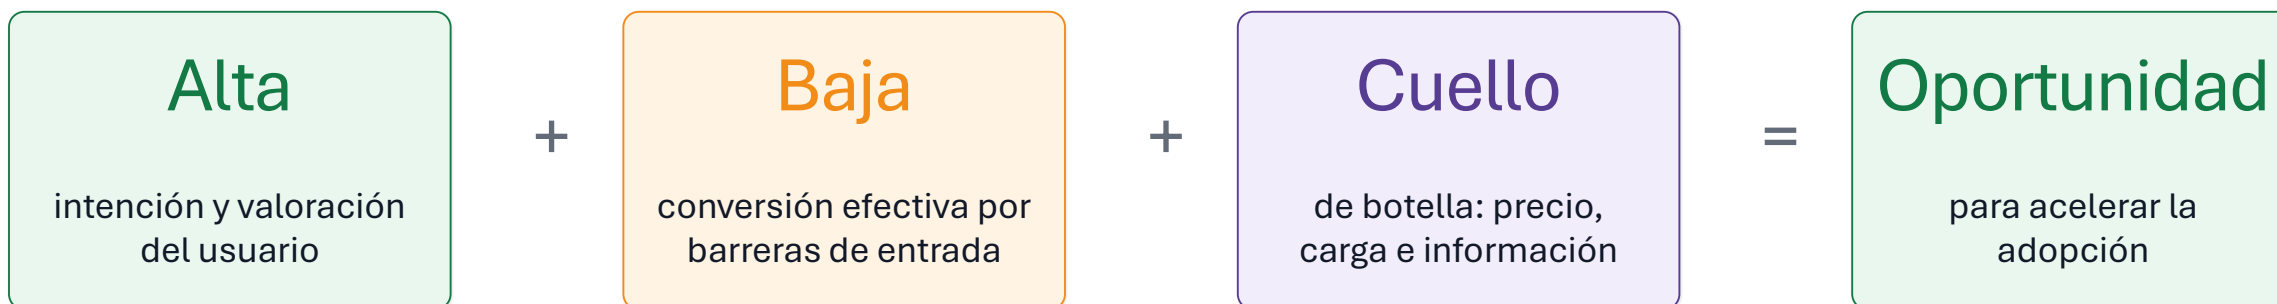 Alta
intención y valoración
del usuario
+
Baja
conversión efectiva por
barreras de entrada
+
Cuello
de botella: precio,
carga e información
=
Oportunidad
para acelerar la
adopción